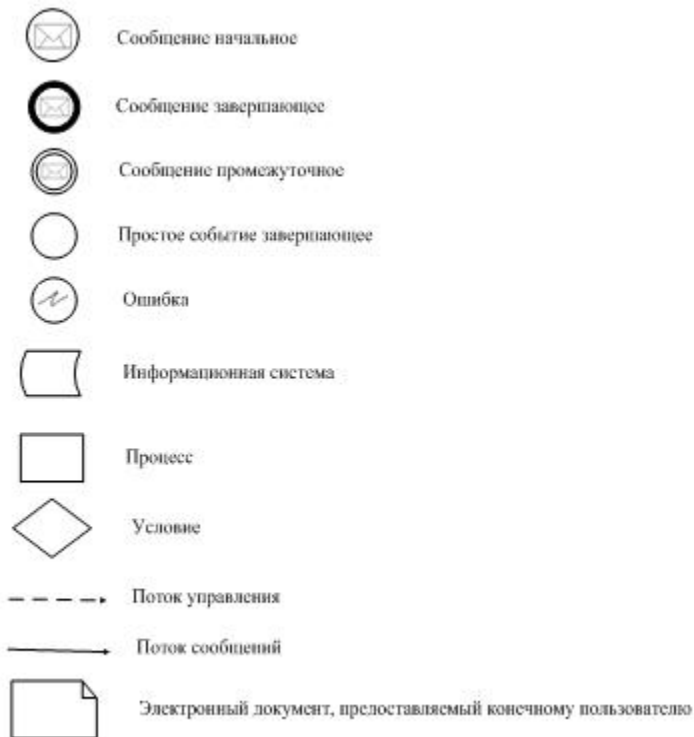 Сообщение начальное
Сообщение завершающее
Сообщение промежуточное
Простое событие завершающее
Ошибка
Информационная система
Процесс
Условие
Поток управления
Поток сообщений
Электронный документ, предоставляемый конечному пользователю